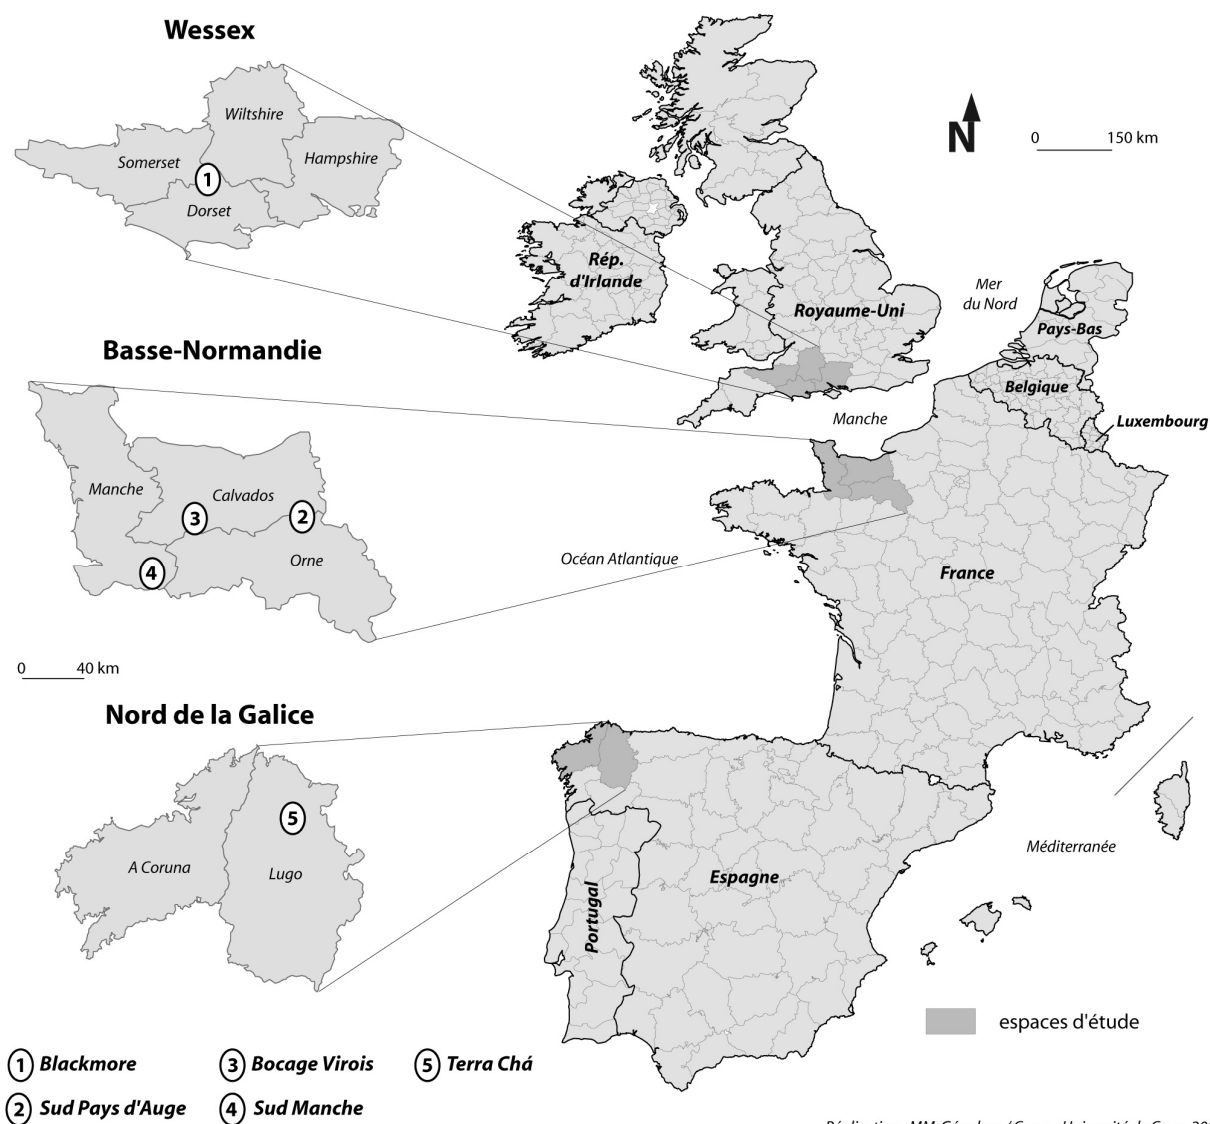 Wessex
Wiltshire
Somerset
Hampshire
1
Dorset
N
0 150 km
Rép.
d'Irlande
Royaume-Uni
Mer
du Nord
Pays-Bas
Belgique
Luxembourg
Manche
Basse-Normandie
Manche
Calvados
3
2
Orne
4
Océan Atlantique
France
0 40 km
Nord de la Galice
5
A Coruna
Lugo
Espagne
Portugal
Méditerranée
espaces d'étude
1 Blackmore
3 Bocage Virois
5 Terra Chá
2 Sud Pays d'Auge
4 Sud Manche